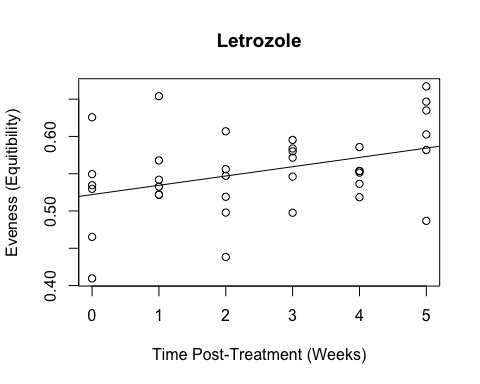 Letrozole
Eveness (Equitibility)
0.60
0.50
0.40
0 1 2 3 4 5
Time Post-Treatment (Weeks)